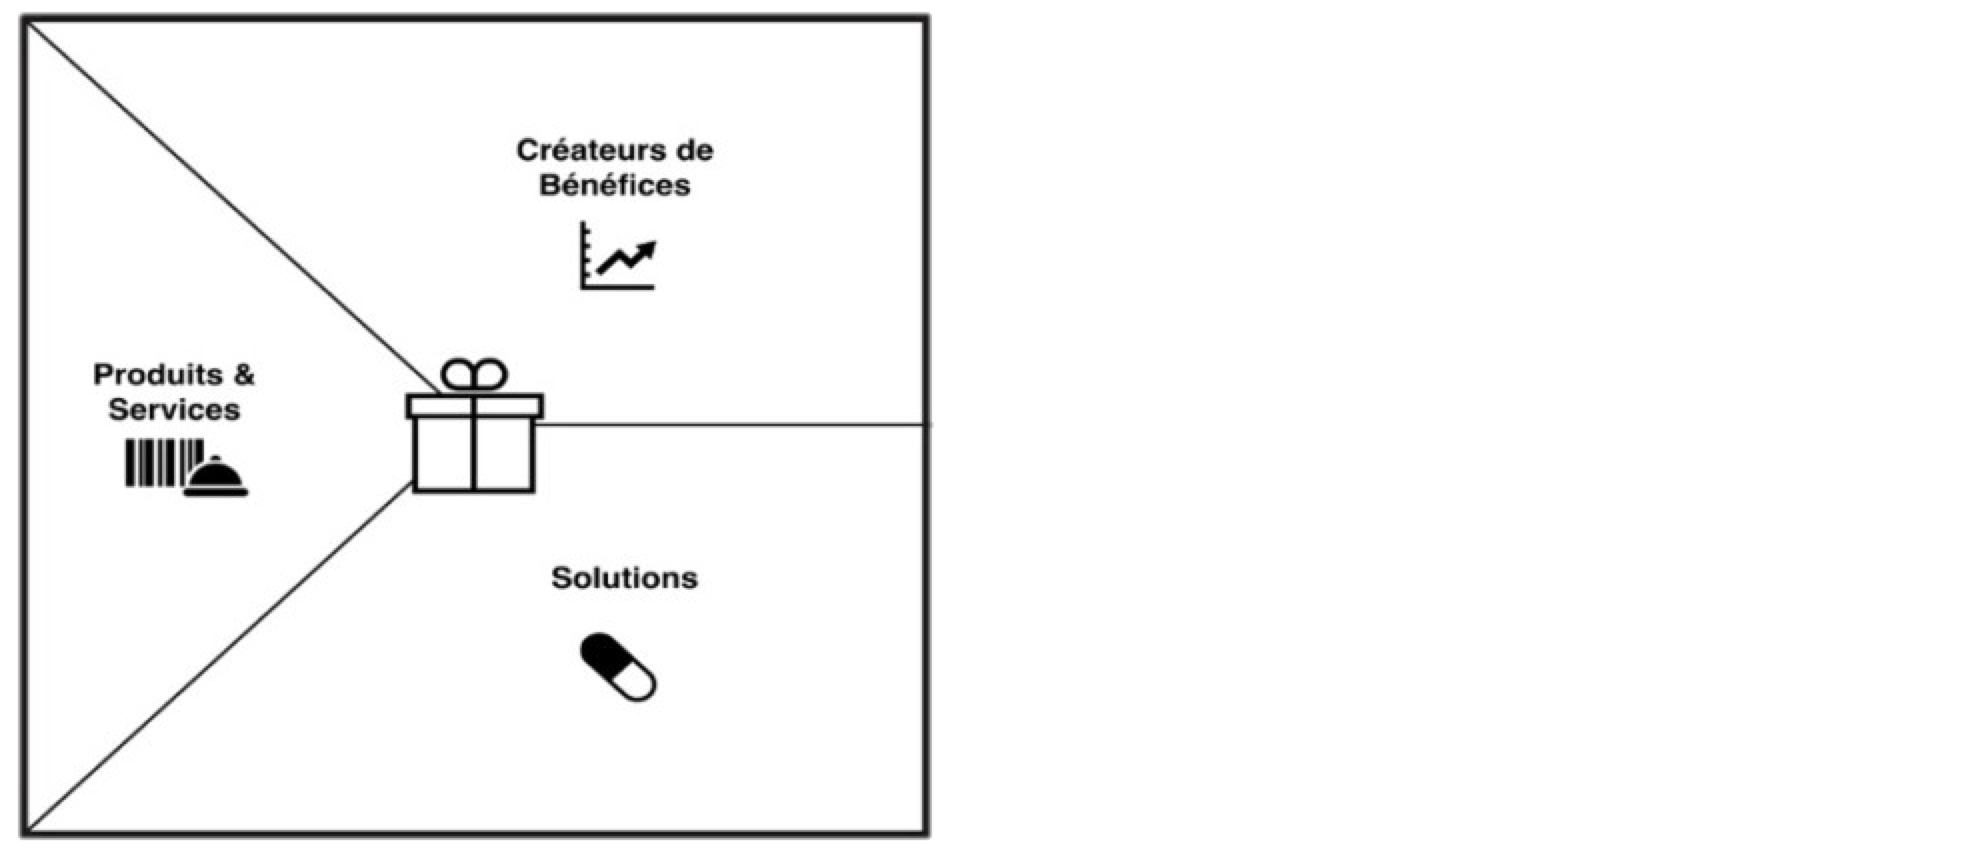 Créateurs de
Bénéfices
Produits &
Services
Solutions